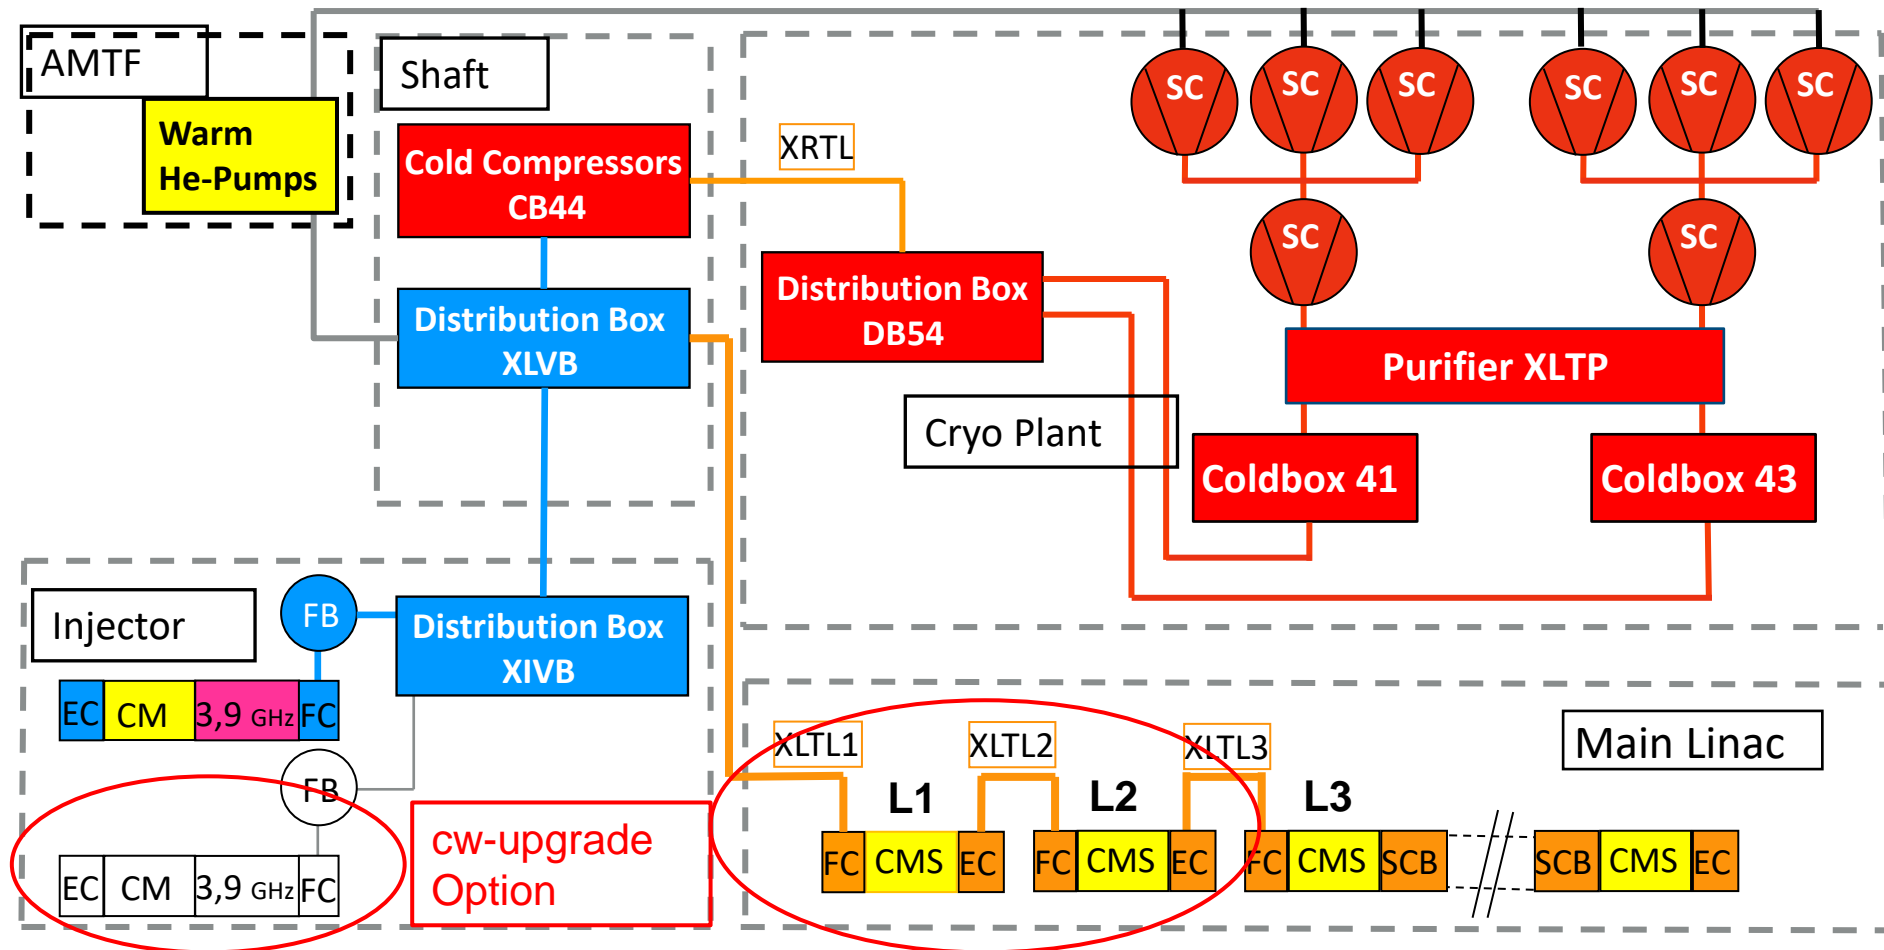 AMTF
Warm
He-Pumps
Shaft
Cold Compressors
CB44
Distribution Box
XLVB
XRTL
Distribution Box
DB54
SC
SC
SC
SC
SC
SC
SC
SC
Purifier XLTP
Cryo Plant
Coldbox 41
Coldbox 43
Injector
FB
Distribution Box
XIVB
EC CM 3,9 GHz FC
FB
EC CM 3,9 GHz FC
cw-upgrade
Option
Main Linac
XLTL1
XLTL2
XLTL3
L1
L2
L3
FC CMS EC
FC CMS EC
FC CMS SCB
SCB CMS EC